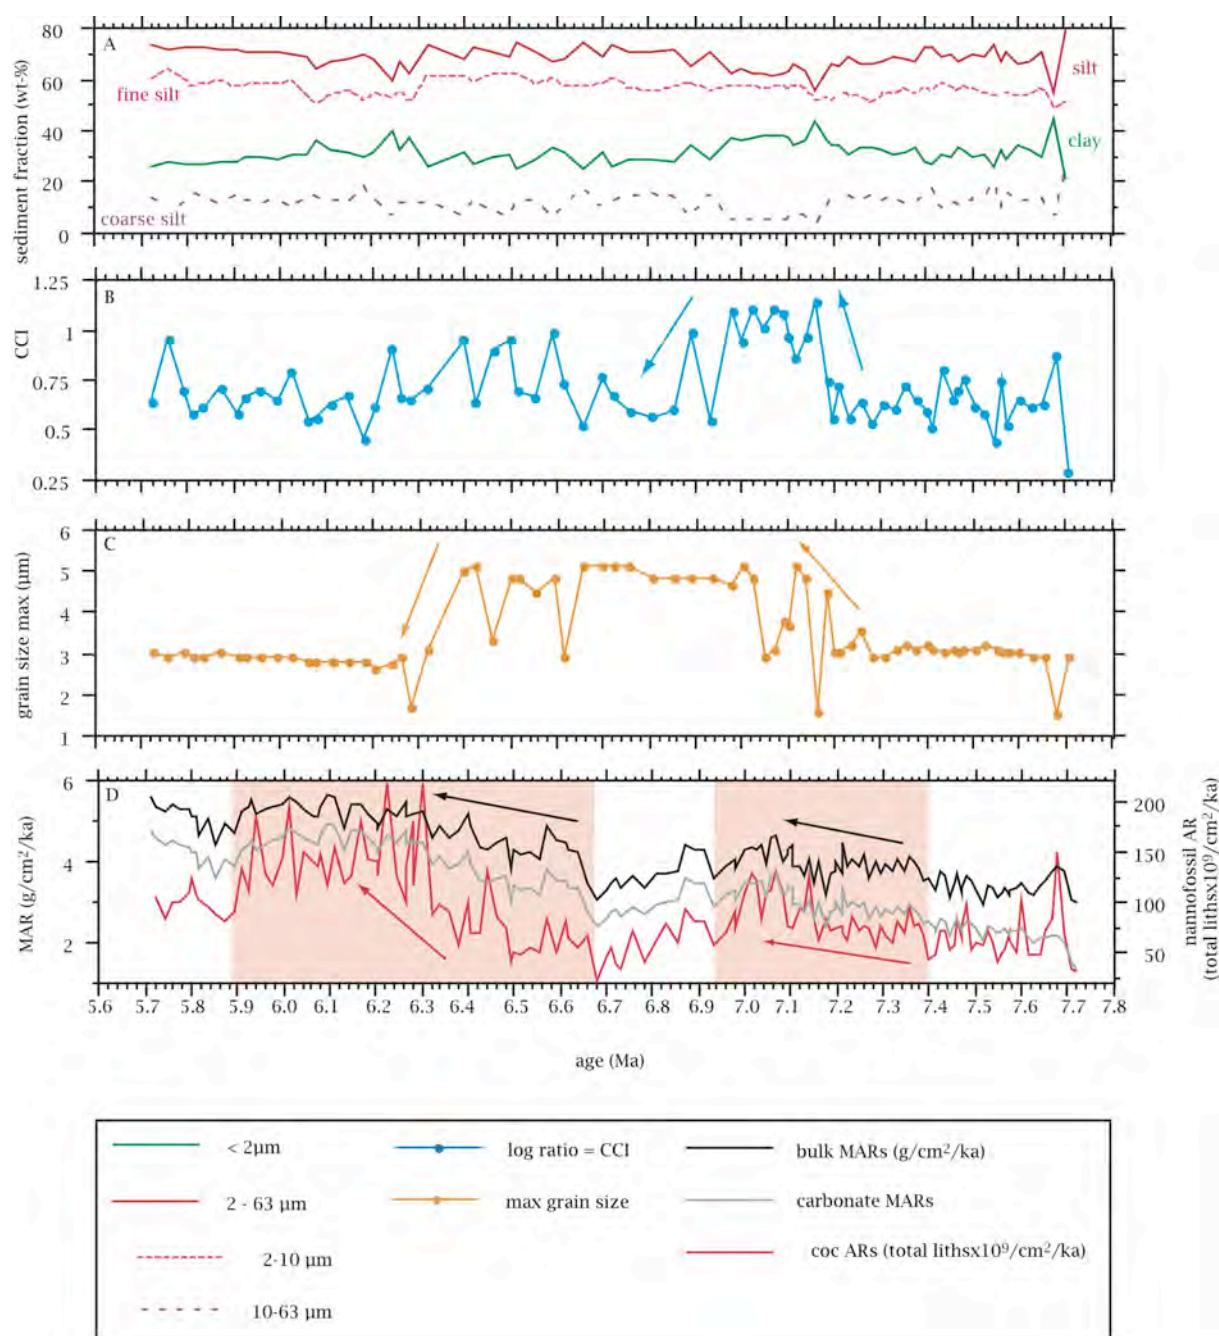 A
80
60
40
20
0
sediment fraction (wt-%)
silt
fine silt
clay
coarse silt
B
1.25
1
0.75
0.5
0.25
CCI
C
6
5
4
3
2
1
grain size max (µm)
D
6
4
2
MAR (g/cm²/ka)
200
150
100
50
nannofossil AR
(total lithsx10⁹/cm²/ka)
5.6 5.7 5.8 5.9 6.0 6.1 6.2 6.3 6.4 6.5 6.6 6.7 6.8 6.9 7.0 7.1 7.2 7.3 7.4 7.5 7.6 7.7 7.8
age (Ma)
< 2µm log ratio = CCI bulk MARs (g/cm²/ka)
2 - 63 µm max grain size carbonate MARs
2-10 µm coc ARs (total lithsx10⁹/cm²/ka)
10-63 µm